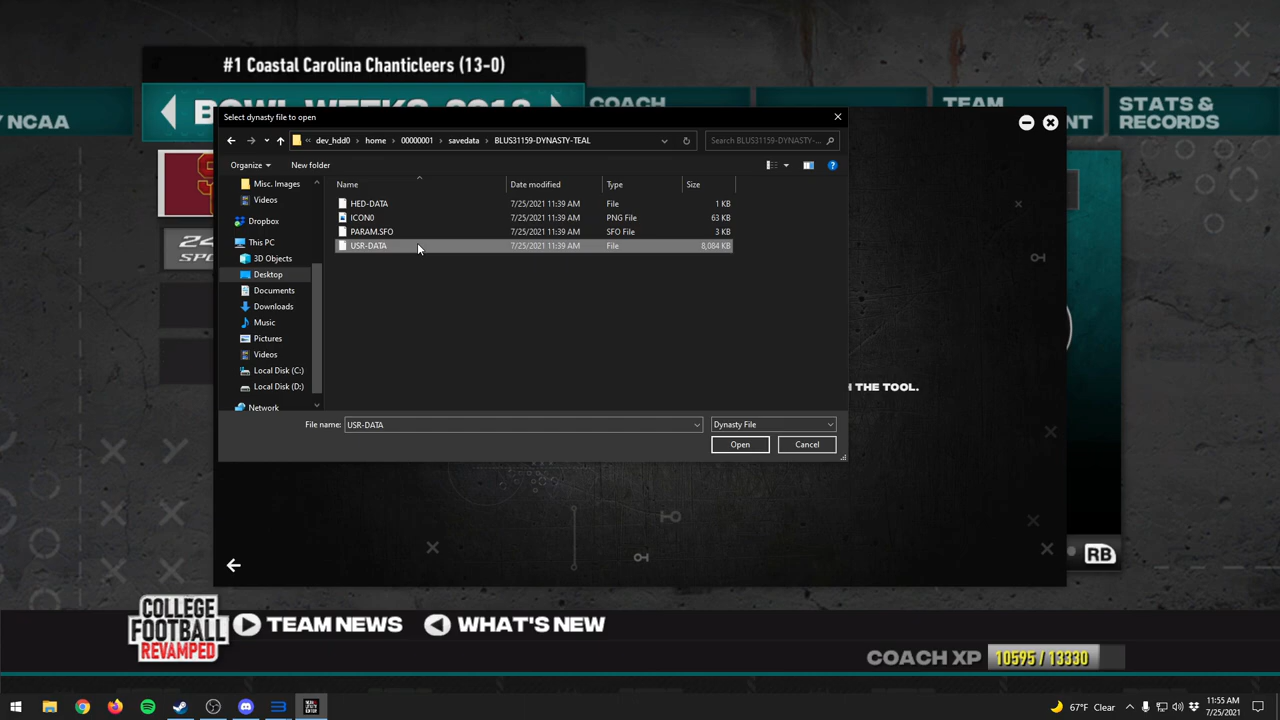 #1 Coastal Carolina Chanticleers (13-0)
Y NCAA
COACH
TEAM
NT
STATS &
RECORDS
Select dynasty file to open
dev_hdd0 home 00000001 savedata BLUS31159-DYNASTY-TEAL
Search BLUS31159-DYNASTY-...
Organize
New folder
Name
Date modified
Type
Size
HED-DATA 7/25/2021 11:39 AM File 1 KB
ICON0 7/25/2021 11:39 AM PNG File 63 KB
PARAM.SFO 7/25/2021 11:39 AM SFO File 3 KB
USR-DATA 7/25/2021 11:39 AM File 8,084 KB
Misc. Images
Videos
Dropbox
This PC
3D Objects
Desktop
Documents
Downloads
Music
Pictures
Videos
Local Disk (C:)
Local Disk (D:)
Network
24
SPO
H THE TOOL.
File name: USR-DATA
Dynasty File
Open
Cancel
RB
COLLEGE
FOOTBALL
REVAMPED
TEAM NEWS
WHAT'S NEW
COACH XP 10595 / 13330
67°F Clear
11:55 AM
7/25/2021